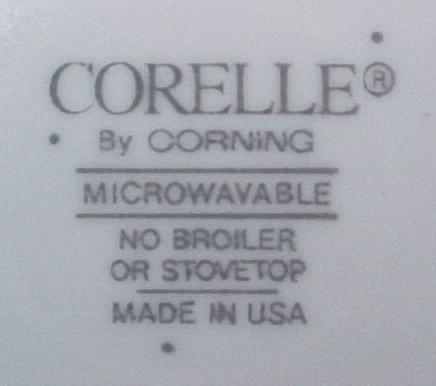 CORELLE®
By CORNING
MICROWAVABLE
NO BROILER
OR STOVETOP
MADE IN USA